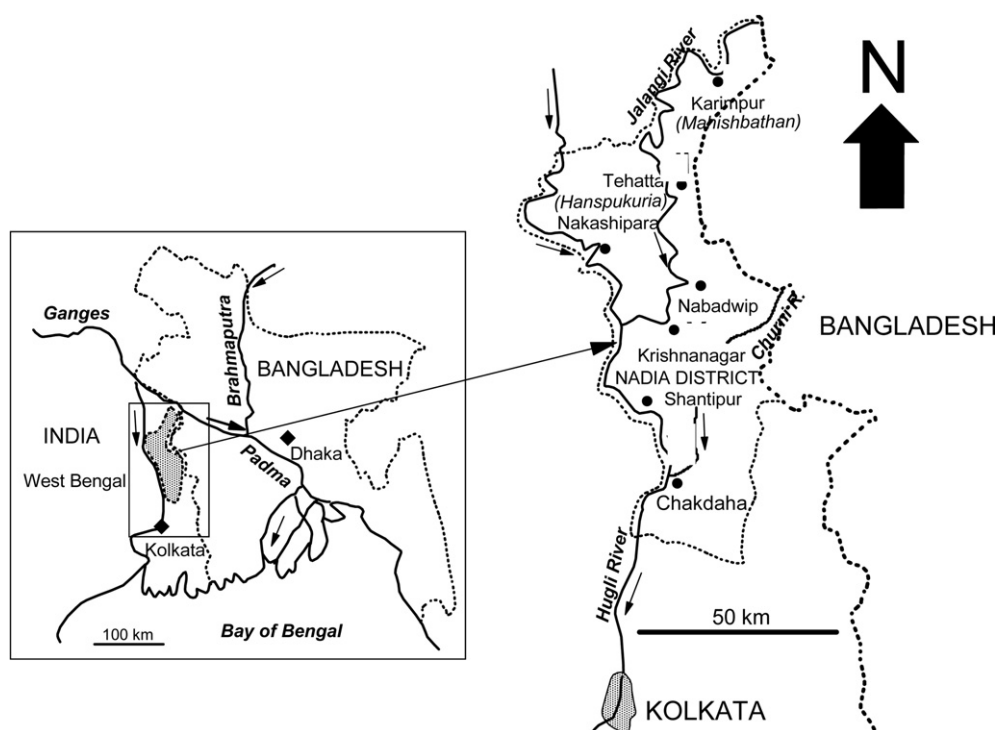 Ganges
Brahmaputra
BANGLADESH
INDIA
Dhaka
West Bengal
Padma
Kolkata
100 km
Bay of Bengal
Jalangi River
N
Karimpur
(Manishbathan)
Tehatta
(Hanspukuria)
Nakashipara
Nabadwip
Churni R.
BANGLADESH
Krishnanagar
NADIA DISTRICT
Shantipur
Chakdaha
Hugli River
50 km
KOLKATA